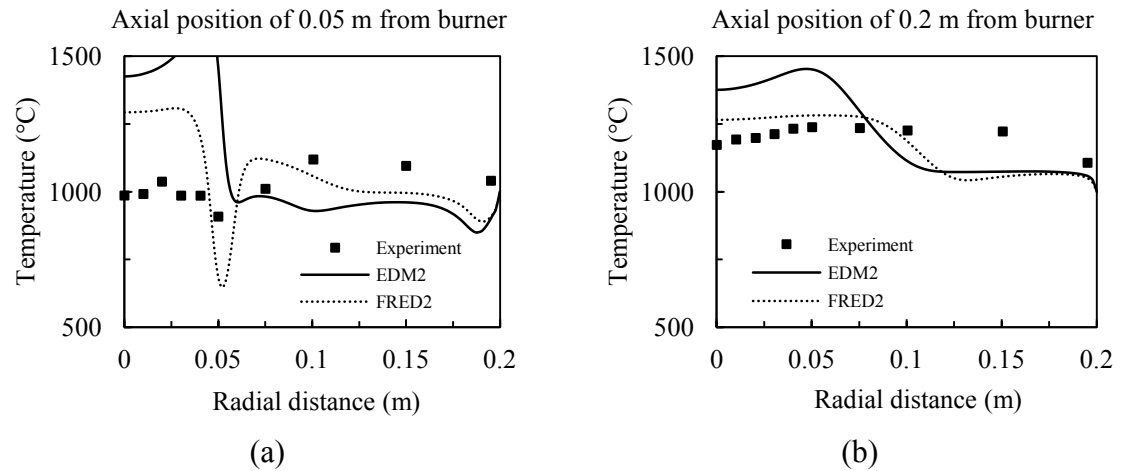 Axial position of 0.05 m from burner
Temperature (°C)
1500
1000
500
Experiment
EDM2
FRED2
0
0.05
0.1
0.15
0.2
Radial distance (m)
(a)
Axial position of 0.2 m from burner
Temperature (°C)
1500
1000
500
Experiment
EDM2
FRED2
0
0.05
0.1
0.15
0.2
Radial distance (m)
(b)